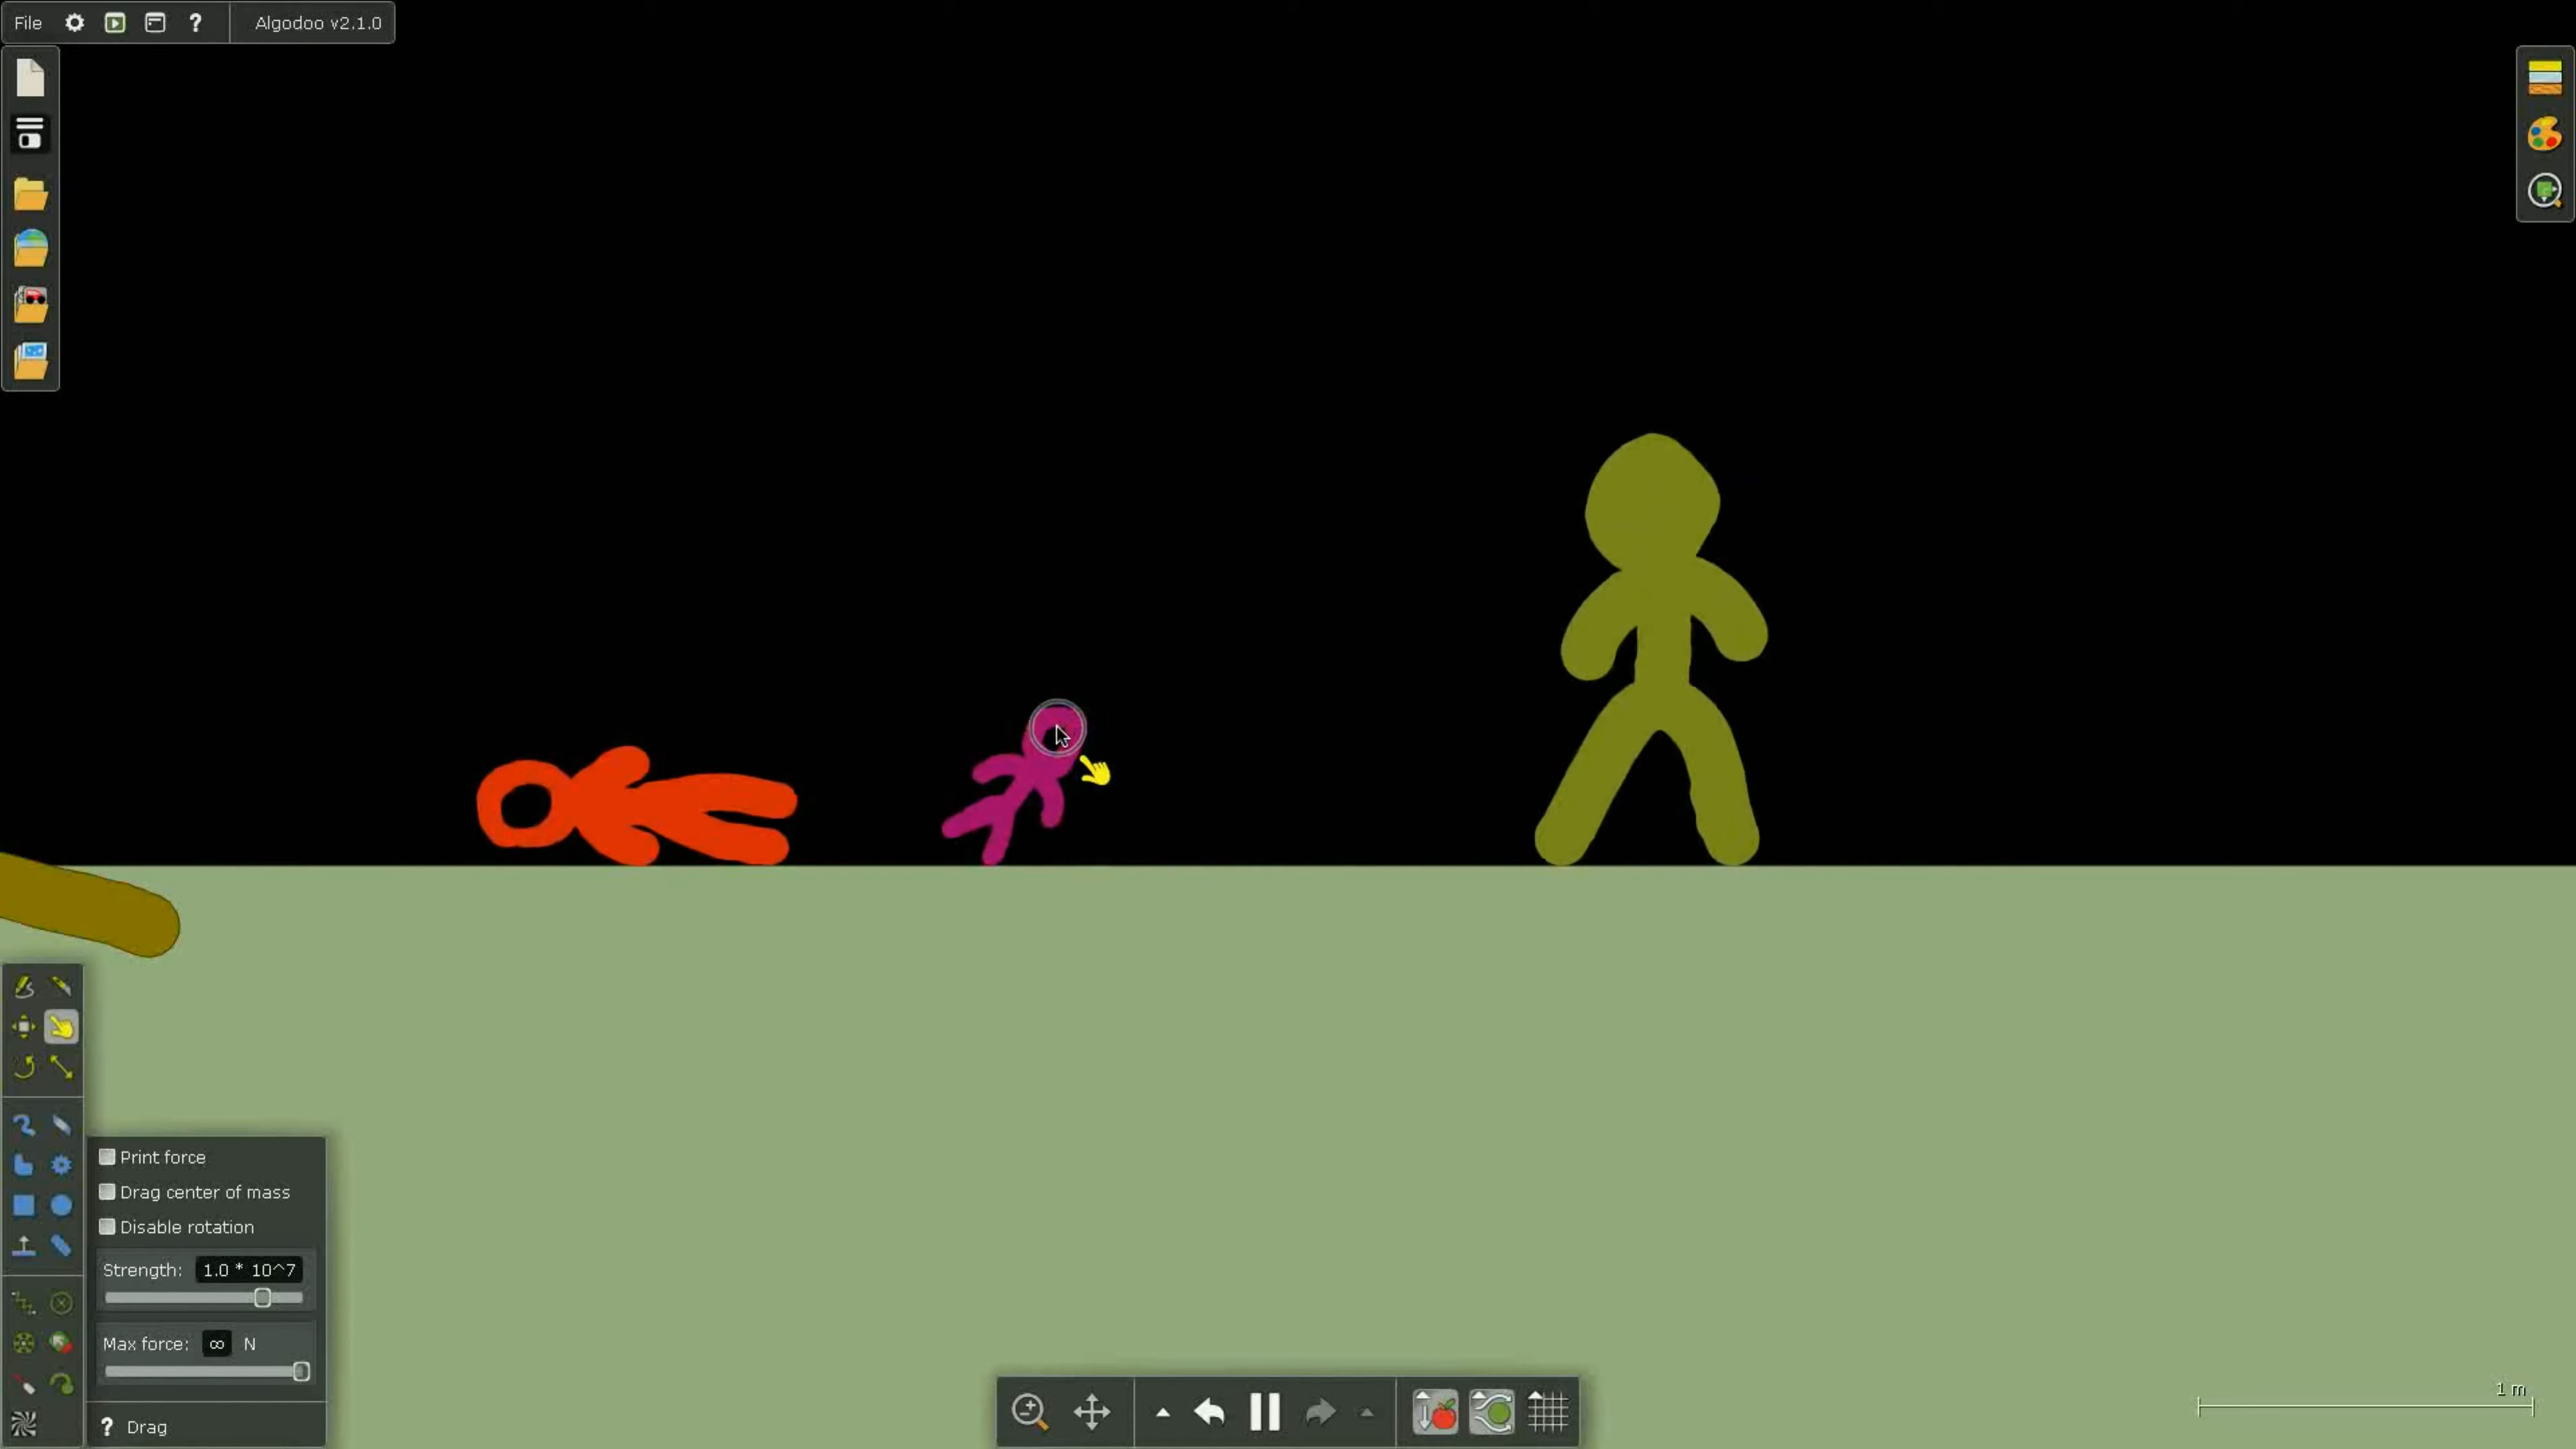 File ? Algodoo v2.1.0
Print force
Drag center of mass
Disable rotation
Strength: 1.0 * 10^7
Max force: ∞ N
? Drag
1 m